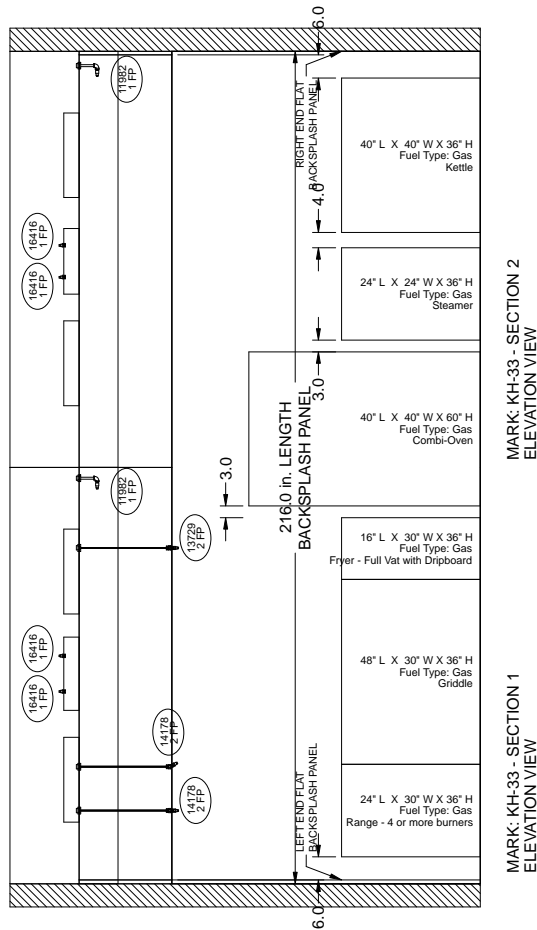 6.0
11982
1 FP
RIGHT END FLAT
BACKSPLASH PANEL
40" L X 40" W X 36" H
Fuel Type: Gas
Kettle
4.0
16416
1 FP
16416
1 FP
24" L X 24" W X 36" H
Fuel Type: Gas
Steamer
3.0
216.0 in. LENGTH
BACKSPLASH PANEL
40" L X 40" W X 60" H
Fuel Type: Gas
Combi-Oven
MARK: KH-33 - SECTION 2
ELEVATION VIEW
3.0
11982
1 FP
13729
2 FP
16" L X 30" W X 36" H
Fuel Type: Gas
Fryer - Full Vat with Dripboard
16416
1 FP
16416
1 FP
48" L X 30" W X 36" H
Fuel Type: Gas
Griddle
14178
2 FP
14178
2 FP
LEFT END FLAT
BACKSPLASH PANEL
24" L X 30" W X 36" H
Fuel Type: Gas
Range - 4 or more burners
6.0
MARK: KH-33 - SECTION 1
ELEVATION VIEW